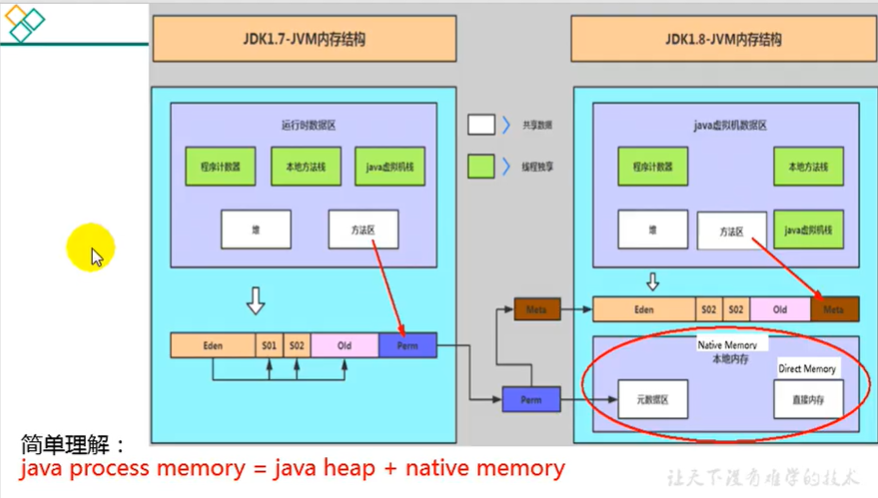 JDK1.7-JVM内存结构
JDK1.8-JVM内存结构
运行时数据区
程序计数器
本地方法栈
java虚拟机栈
堆
方法区
共享数据
线程独享
java虚拟机数据区
程序计数器
本地方法栈
堆
方法区
java虚拟机栈
Eden
S01
S02
Old
Perm
Meta
Perm
Eden
S02
S02
Old
Meta
Native Memory
本地内存
Direct Memory
元数据区
直接内存
简单理解：
java process memory = java heap + native memory
让天下没有难学的技术